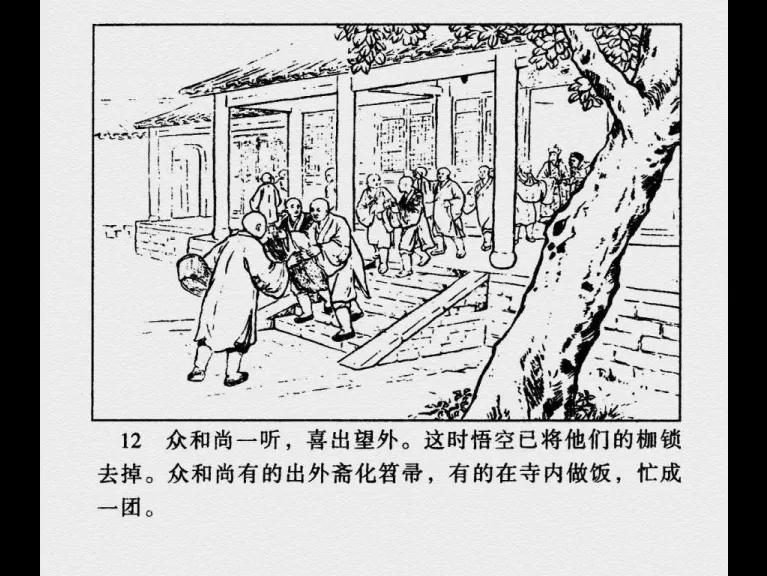 12 众和尚一听，喜出望外。这时悟空已将他们的枷锁
去掉。众和尚有的出外斋化笤帚，有的在寺内做饭，忙成
一团。